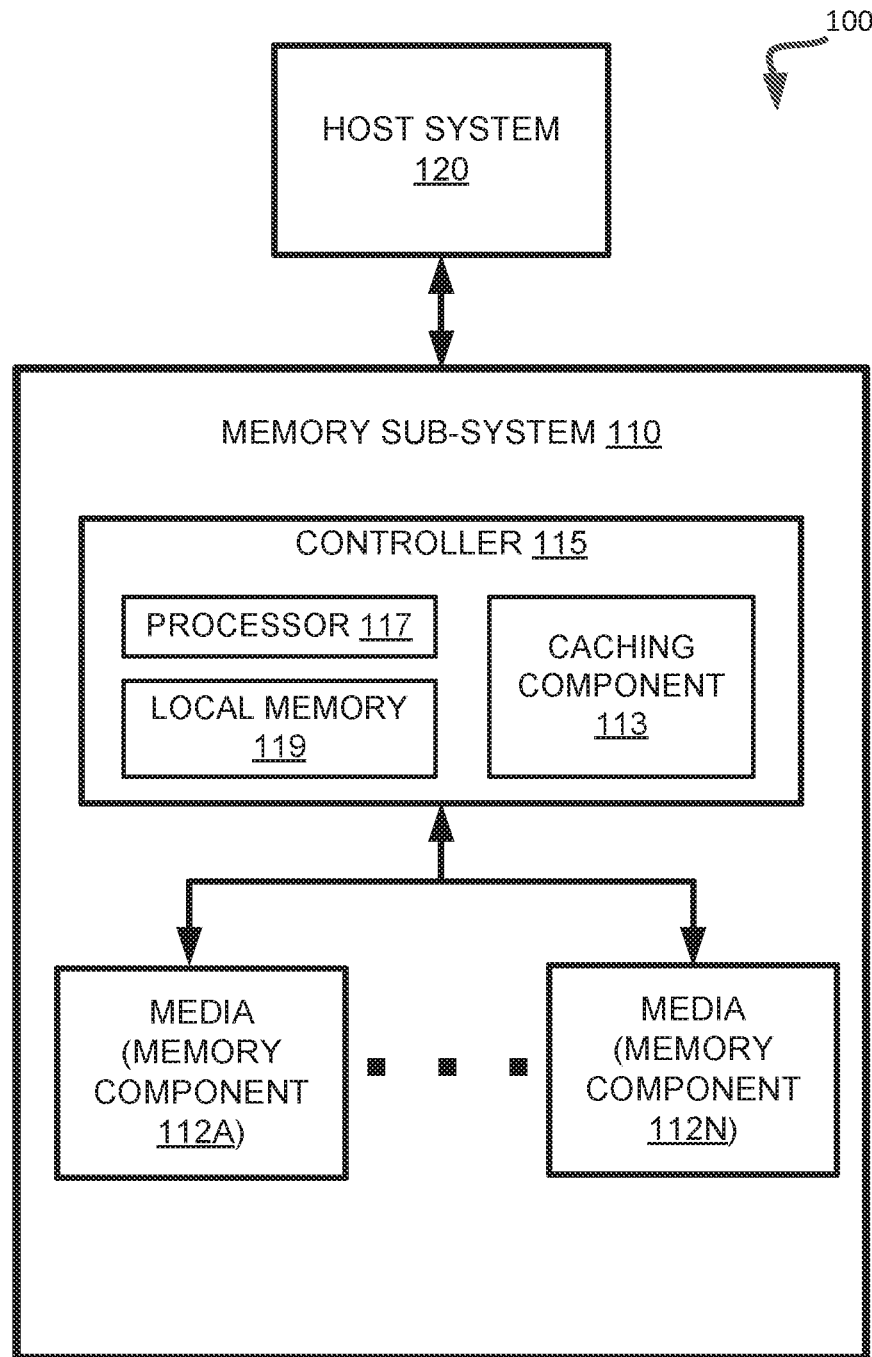 100
HOST SYSTEM
120
MEMORY SUB-SYSTEM 110
CONTROLLER 115
PROCESSOR 117
LOCAL MEMORY
119
CACHING
COMPONENT
113
MEDIA
(MEMORY
COMPONENT
112A)
MEDIA
(MEMORY
COMPONENT
112N)